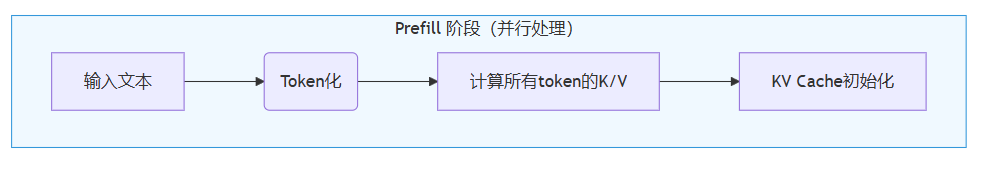 Prefill 阶段（并行处理）
输入文本
Token化
计算所有token的K/V
KV Cache初始化